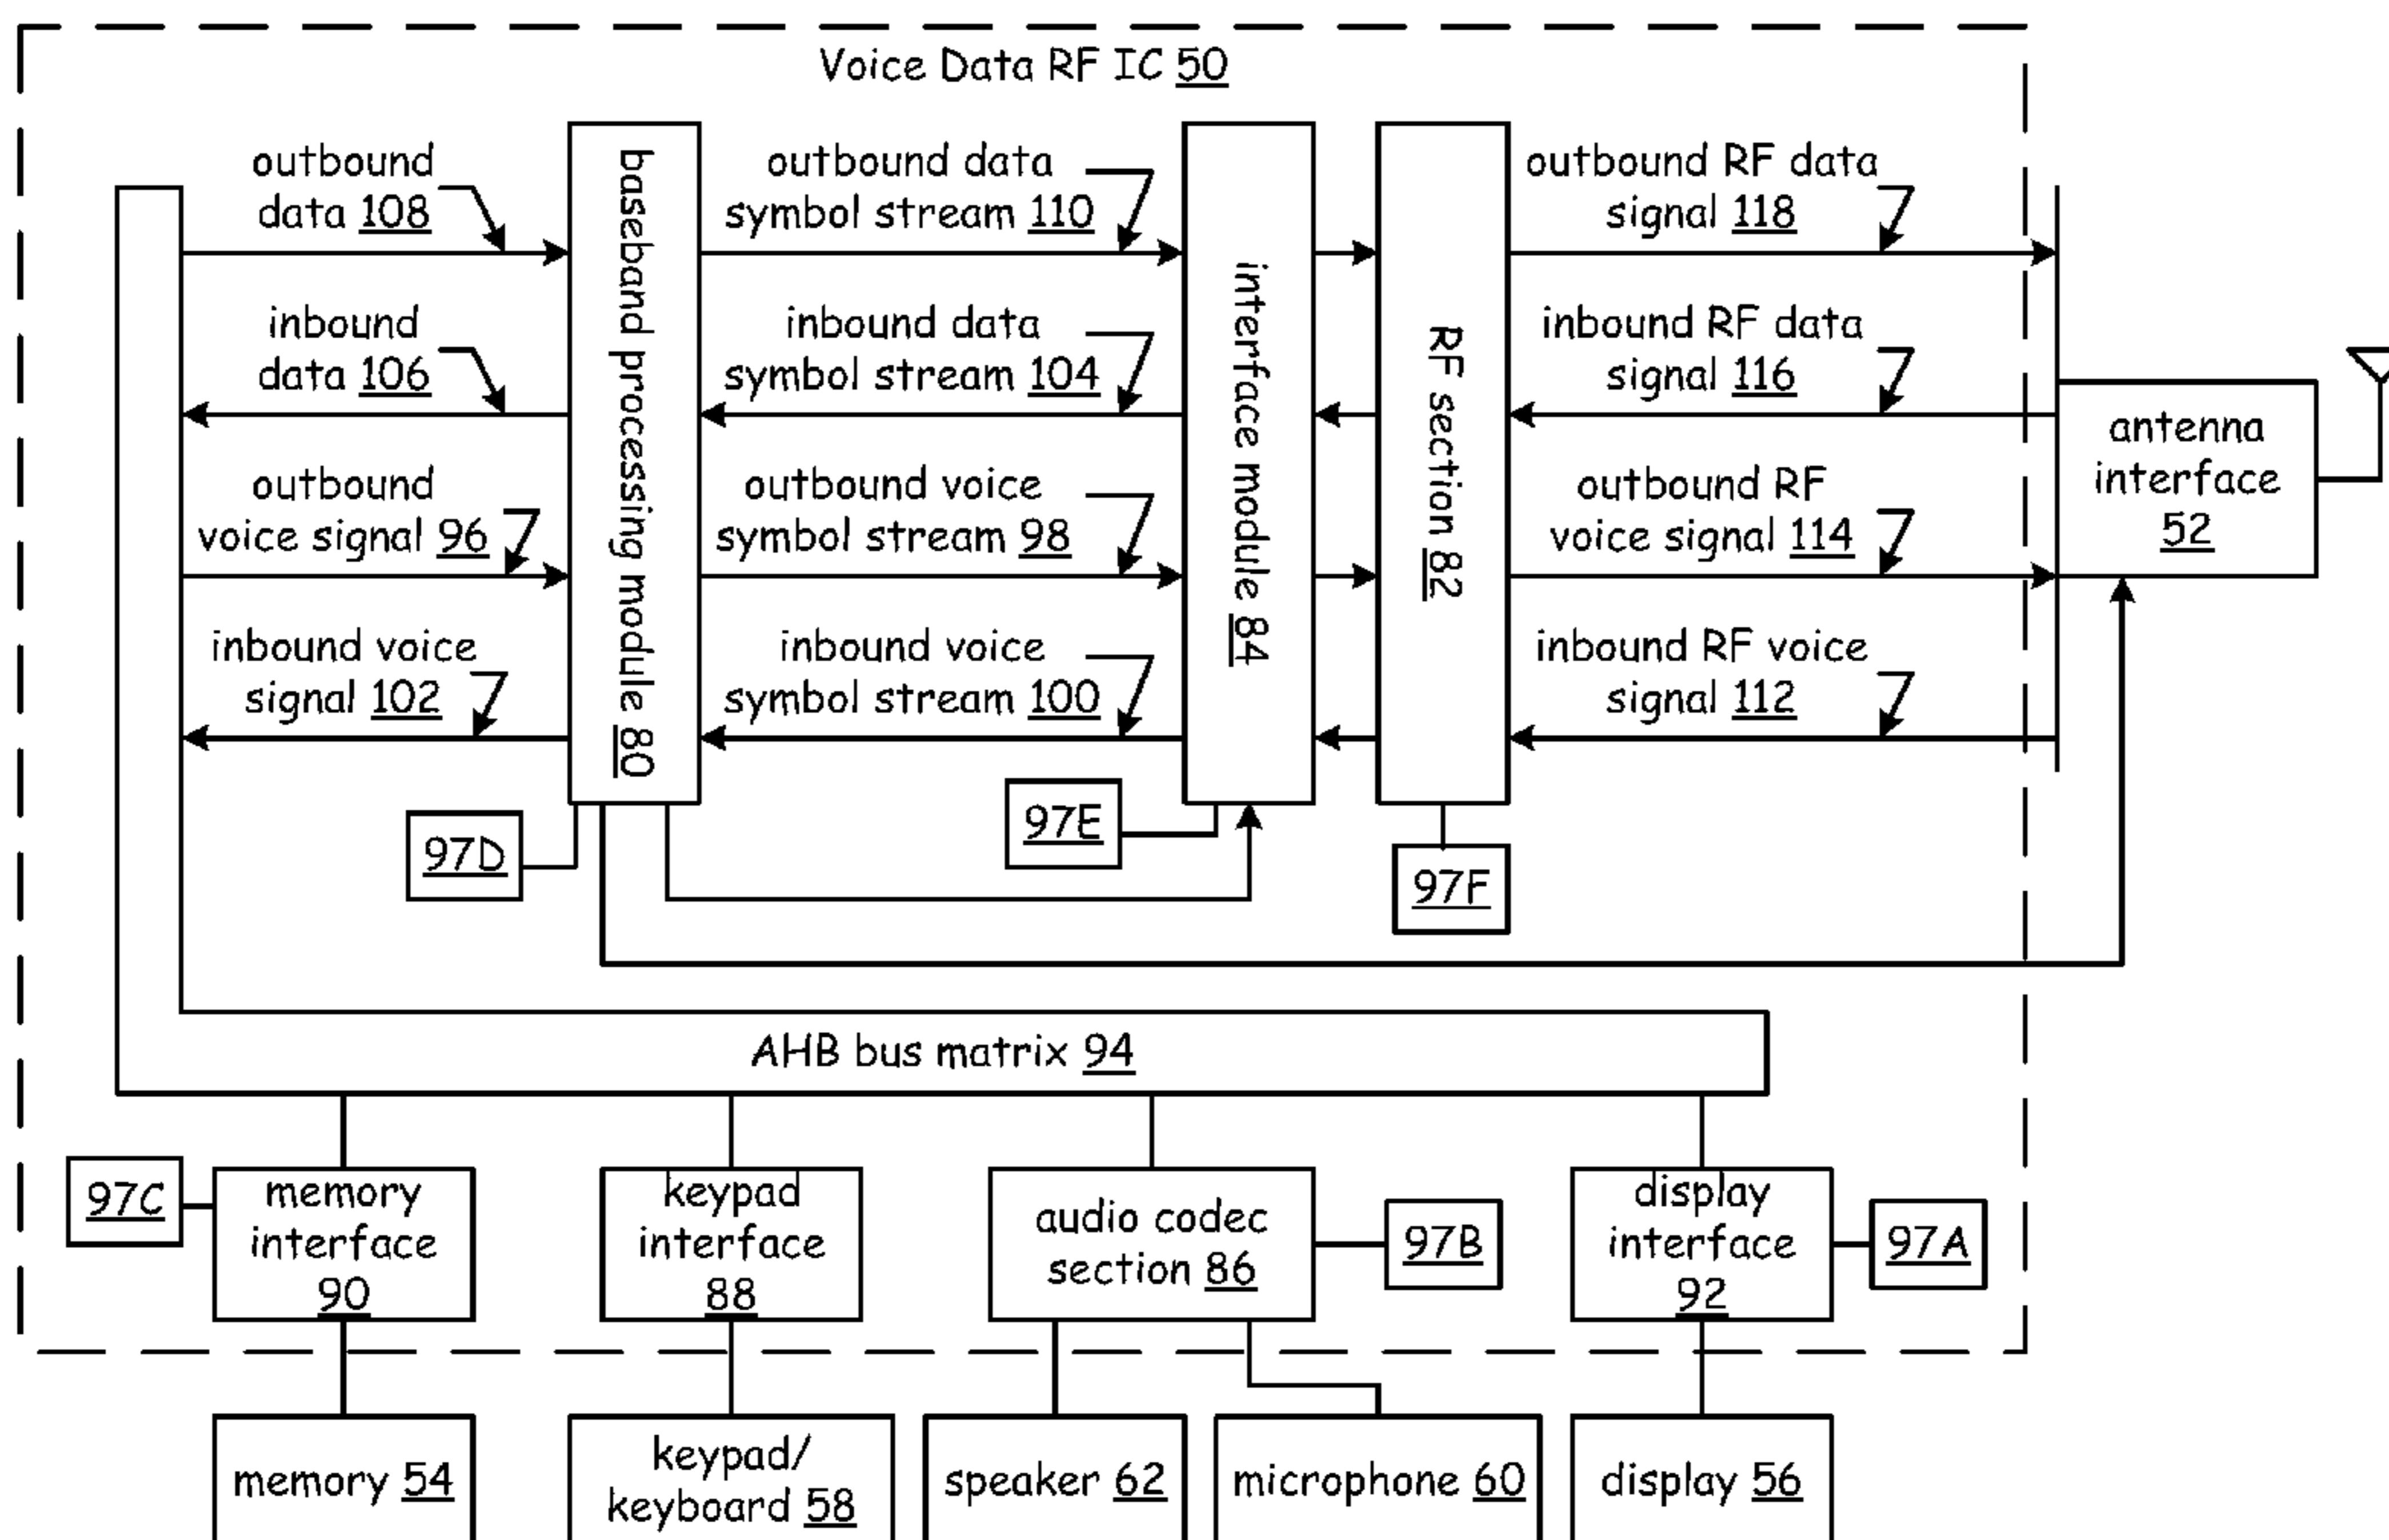 Voice Data RF IC 50
outbound
data 108
outbound data
symbol stream 110
outbound RF data
signal 118
inbound
data 106
inbound data
symbol stream 104
inbound RF data
signal 116
outbound
voice signal 96
outbound voice
symbol stream 98
outbound RF
voice signal 114
inbound voice
signal 102
inbound voice
symbol stream 100
inbound RF voice
signal 112
baseband processing module 80
interface module 84
RF section 82
antenna
interface
52
97D
97E
97F
AHB bus matrix 94
97C
memory
interface
90
keypad
interface
88
audio codec
section 86
97B
display
interface
92
97A
memory 54
keypad/
keyboard 58
speaker 62
microphone 60
display 56